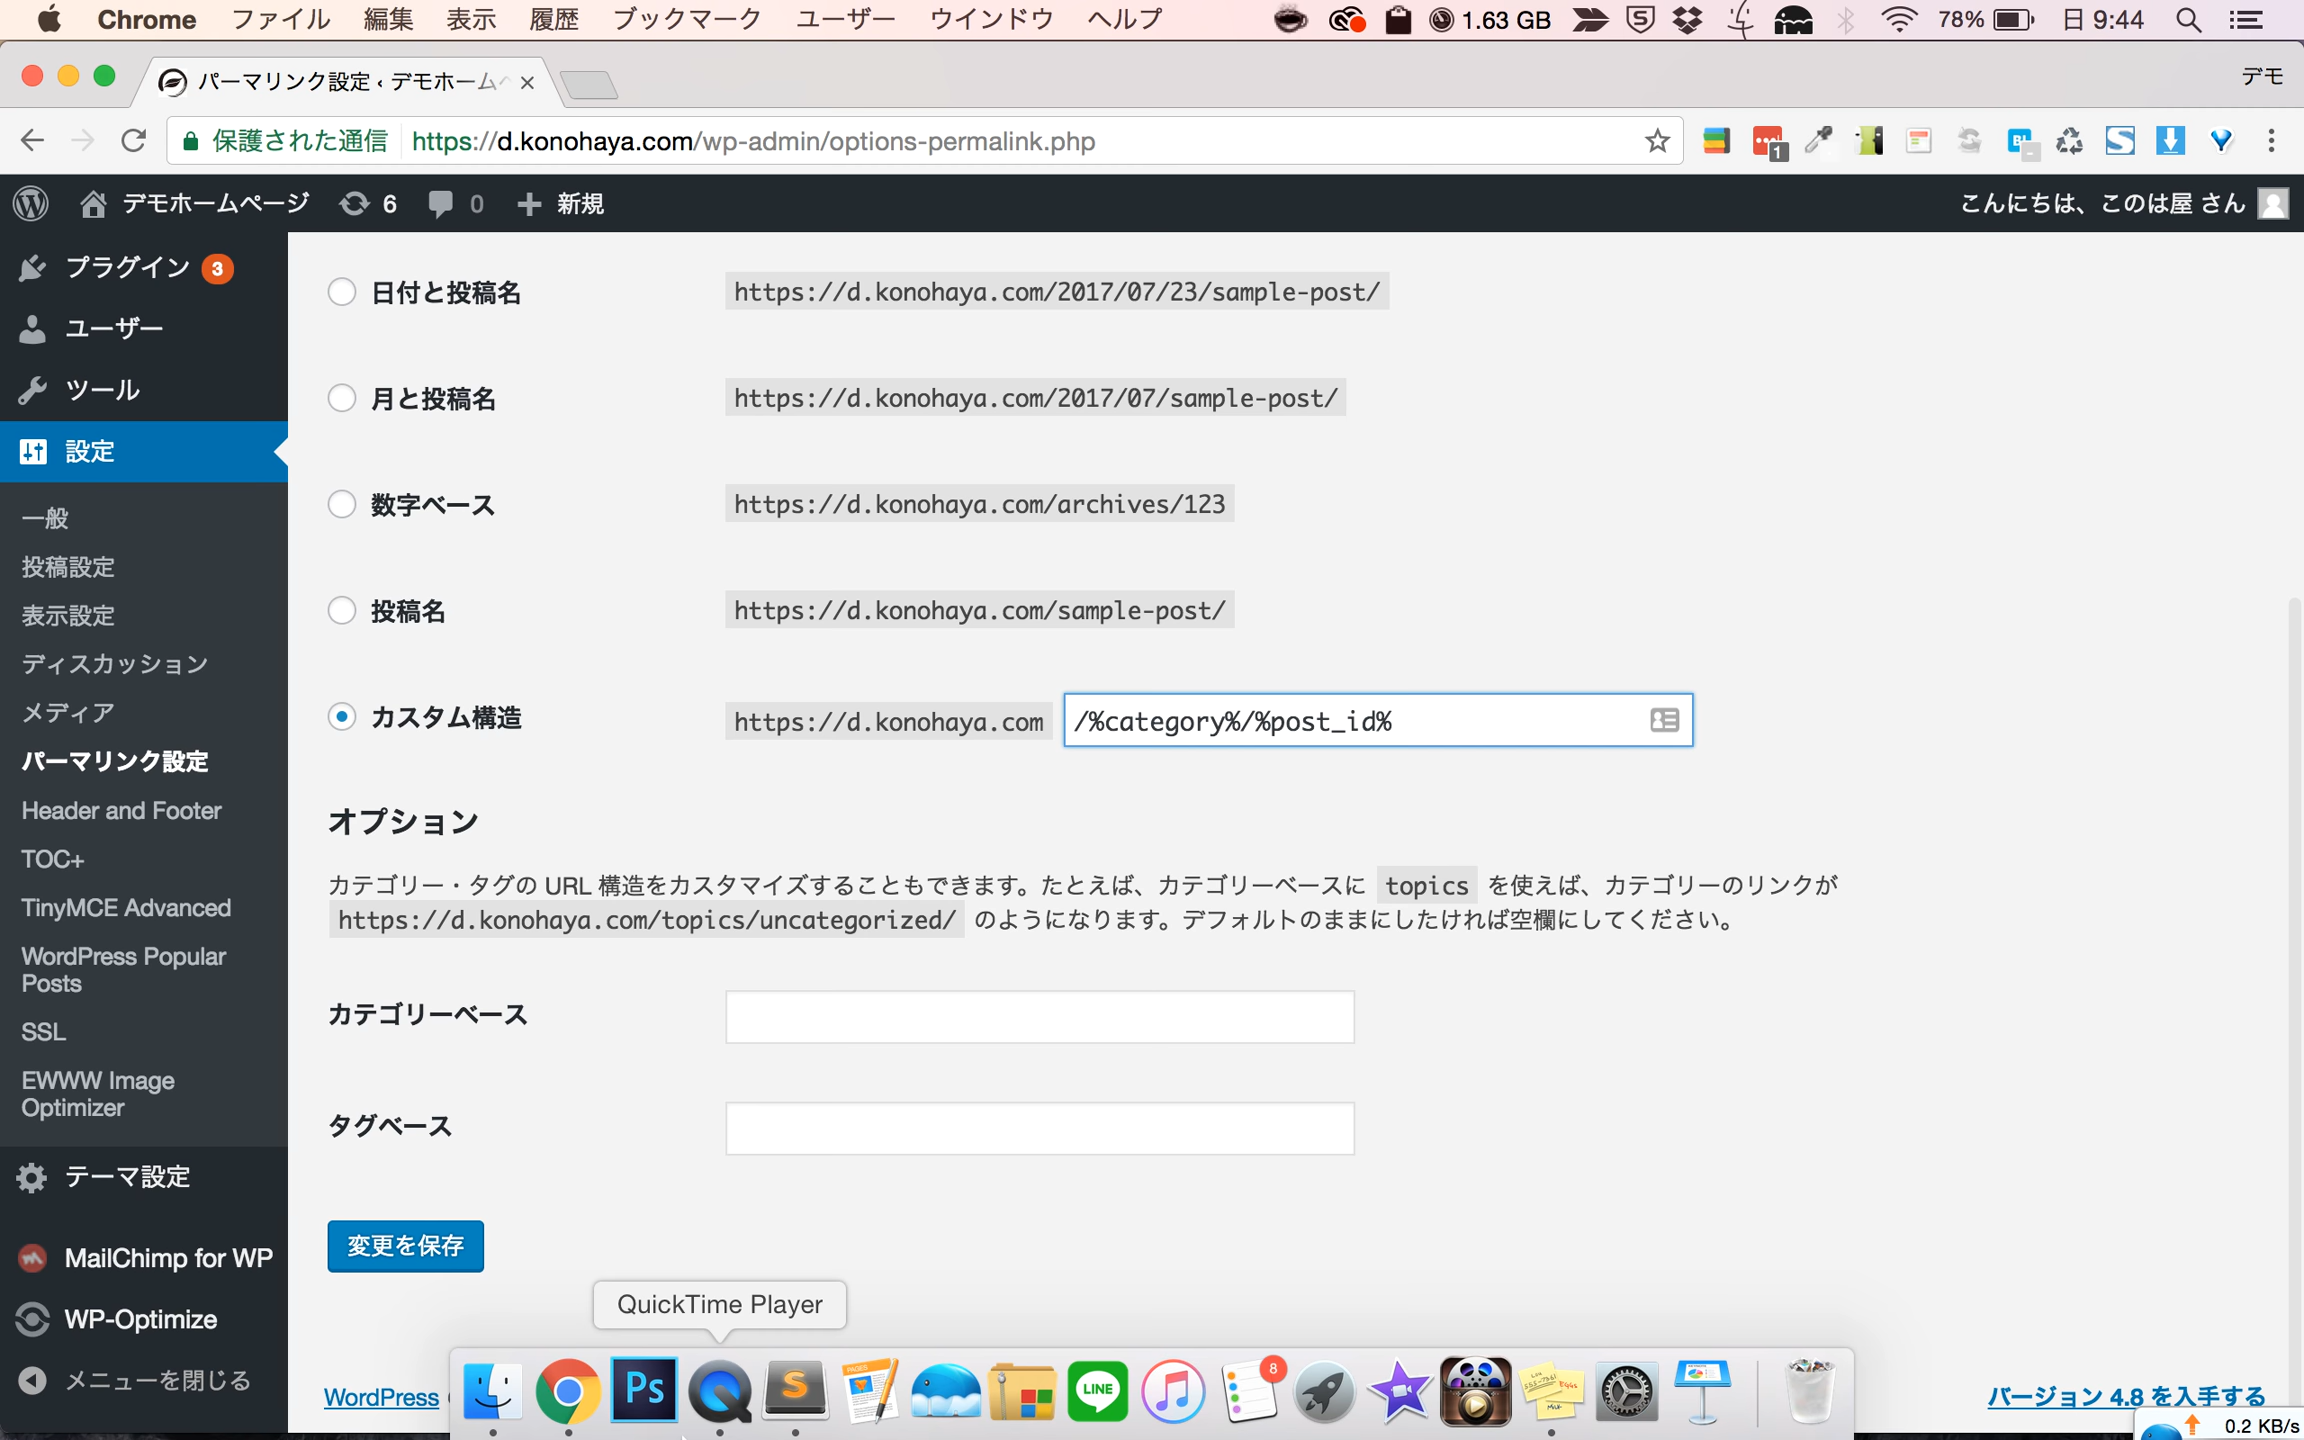 Chrome ファイル 編集 表示 履歴 ブックマーク ユーザー ウインドウ ヘルプ 1.63 GB 78% 日 9:44
パーマリンク設定 ‹ デモホーム × デモ
保護された通信 https://d.konohaya.com/wp-admin/options-permalink.php 1
デモホームページ 6 0 + 新規 こんにちは、このは屋 さん
プラグイン 3
ユーザー
ツール
設定
一般
投稿設定
表示設定
ディスカッション
メディア
パーマリンク設定
Header and Footer
TOC+
TinyMCE Advanced
WordPress Popular
Posts
SSL
EWWW Image
Optimizer
テーマ設定
MailChimp for WP
WP-Optimize
メニューを閉じる
日付と投稿名 https://d.konohaya.com/2017/07/23/sample-post/
月と投稿名 https://d.konohaya.com/2017/07/sample-post/
数字ベース https://d.konohaya.com/archives/123
投稿名 https://d.konohaya.com/sample-post/
カスタム構造 https://d.konohaya.com /%category%/%post_id%
オプション
カテゴリー・タグの URL 構造をカスタマイズすることもできます。たとえば、カテゴリーベースに topics を使えば、カテゴリーのリンクが
https://d.konohaya.com/topics/uncategorized/ のようになります。デフォルトのままにしたければ空欄にしてください。
カテゴリーベース
タグベース
変更を保存
QuickTime Player
Ps S PAGES LINE 8
WordPress バージョン 4.8 を入手する
0.2 KB/s